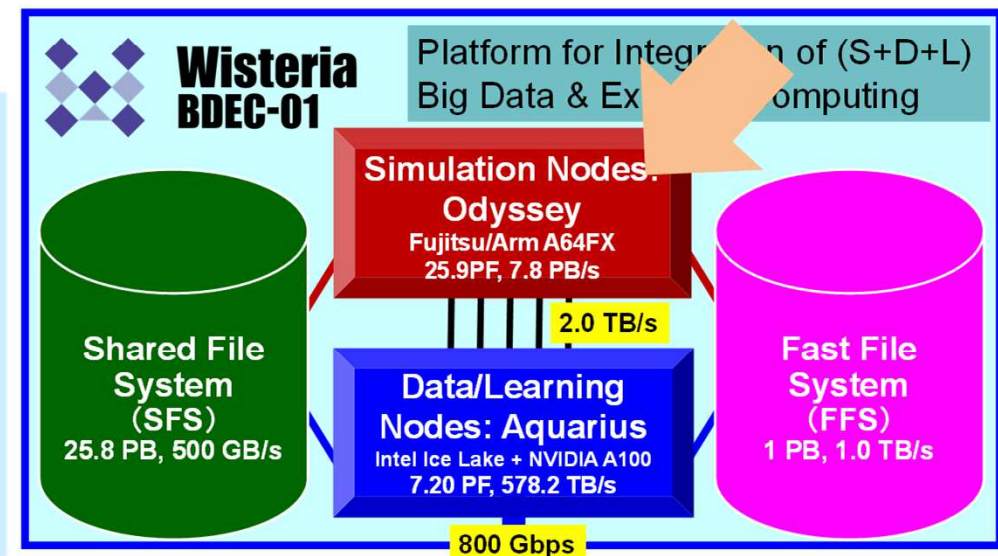 Wisteria
BDEC-01
Platform for Integ n of (S+D+L)
Big Data & Ex omputing
Simulation Nodes:
Odyssey
Fujitsu/Arm A64FX
25.9PF, 7.8 PB/s
2.0 TB/s
Shared File
System
(SFS)
25.8 PB, 500 GB/s
Data/Learning
Nodes: Aquarius
Intel Ice Lake + NVIDIA A100
7.20 PF, 578.2 TB/s
Fast File
System
(FFS)
1 PB, 1.0 TB/s
800 Gbps